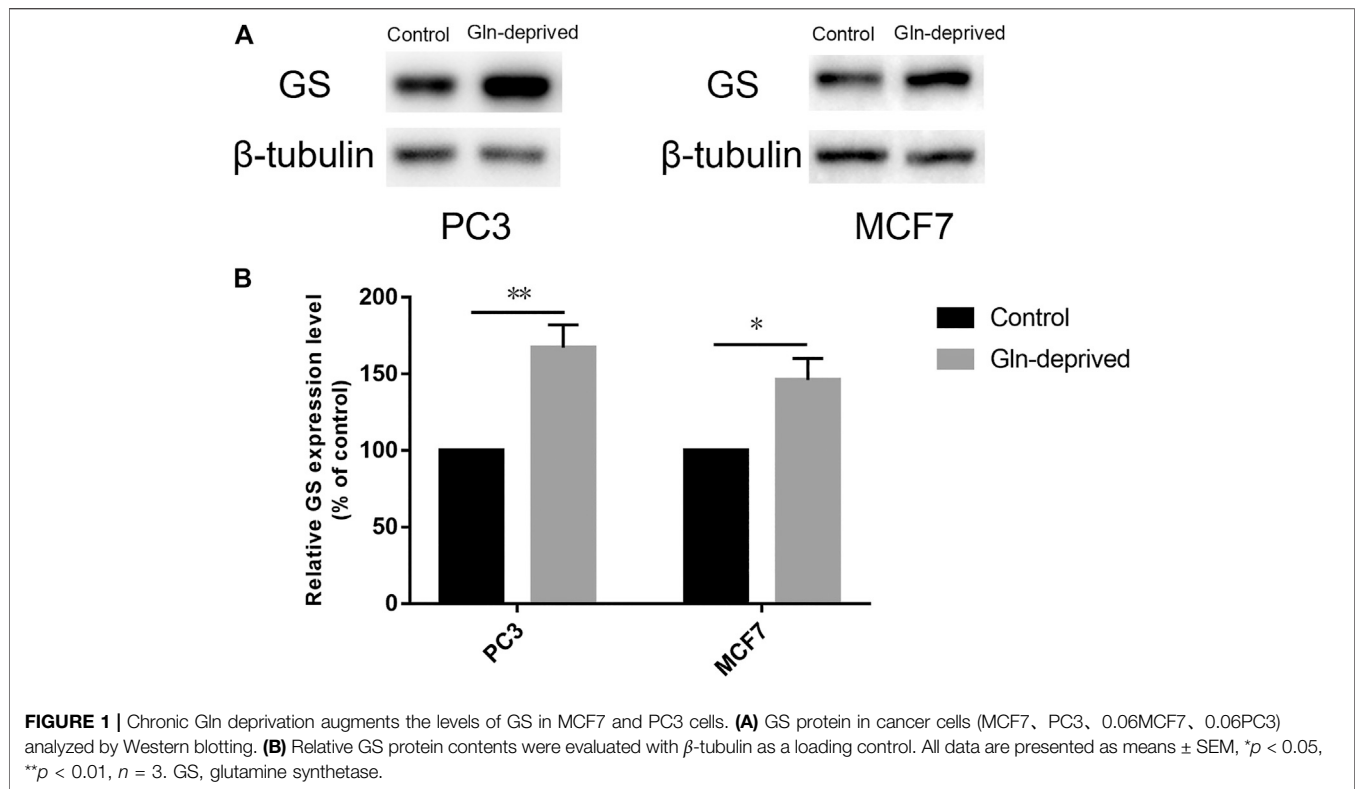 A
Control Gln-deprived
GS
β-tubulin
PC3
Control Gln-deprived
GS
β-tubulin
MCF7
B
Relative GS expression level
(% of control)
200
150
100
50
0
**
*
PC3
MCF7
Control
Gln-deprived
FIGURE 1 | Chronic Gln deprivation augments the levels of GS in MCF7 and PC3 cells. (A) GS protein in cancer cells (MCF7、PC3、0.06MCF7、0.06PC3)
analyzed by Western blotting. (B) Relative GS protein contents were evaluated with β-tubulin as a loading control. All data are presented as means ± SEM, *p < 0.05,
**p < 0.01, n = 3. GS, glutamine synthetase.